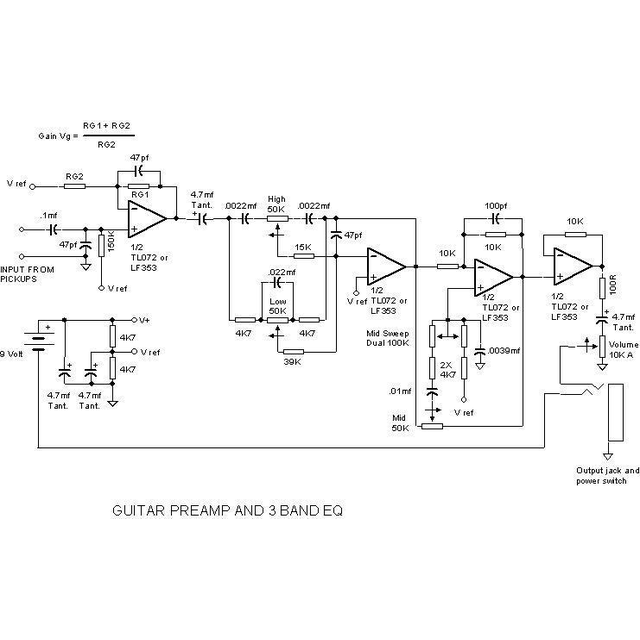 RG1 + RG2
Gain Vg =
RG2
47pf
4.7mf
Tant.
High
50K
.0022mf
.0022mf
100pf
V ref
RG2
RG1
+
.1mf
47pf
150K
1/2
TL072 or
LF353
INPUT FROM
PICKUPS
V ref
15K
47pf
10K
10K
10K
.022mf
Low
50K
4K7
4K7
39K
V ref
1/2
TL072 or
LF353
1/2
TL072 or
LF353
1/2
TL072 or
LF353
100R
+
4.7mf
Tant.
Volume
10K A
Mid Sweep
Dual 100K
2X
4K7
.0039mf
.01mf
V ref
Mid
50K
+
V+
4K7
V ref
4K7
9 Volt
+
+
4.7mf
Tant.
4.7mf
Tant.
Output jack and
power switch
GUITAR PREAMP AND 3 BAND EQ